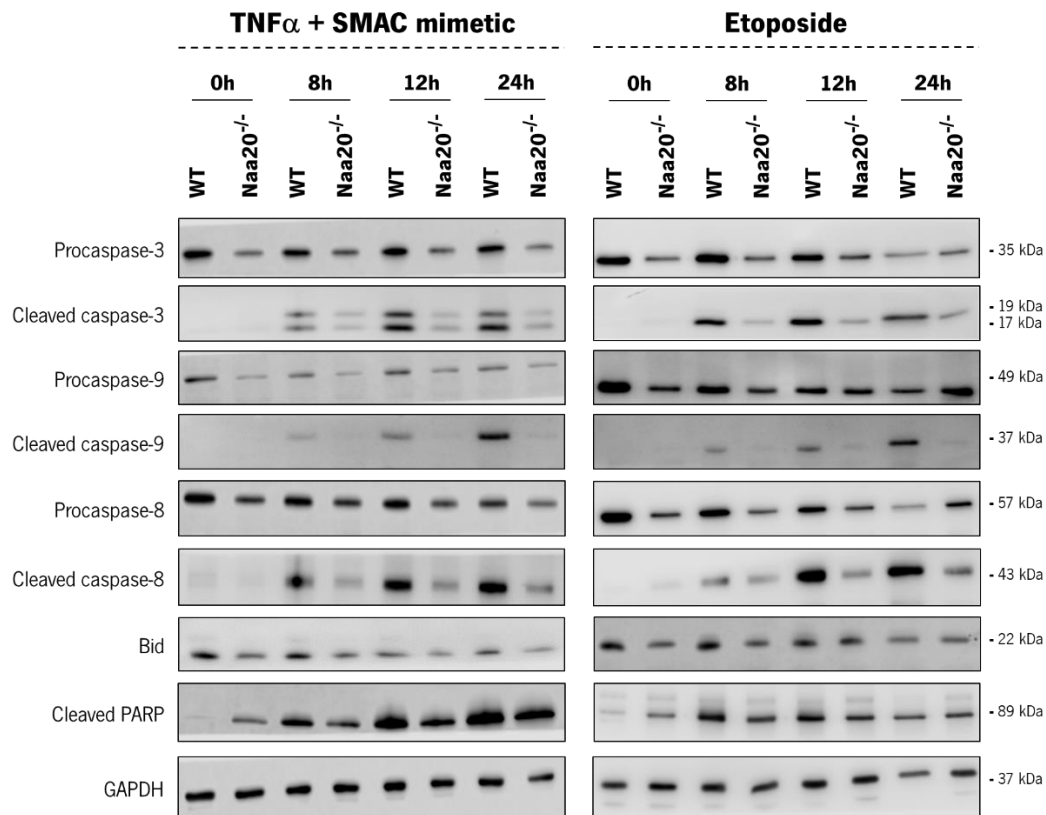 TNFα + SMAC mimetic Etoposide
0h 8h 12h 24h 0h 8h 12h 24h
WT Naa20-/- WT Naa20-/- WT Naa20-/- WT Naa20-/- WT Naa20-/- WT Naa20-/- WT Naa20-/- WT Naa20-/-
Procaspase-3 - 35 kDa
Cleaved caspase-3 - 19 kDa
- 17 kDa
Procaspase-9 - 49 kDa
Cleaved caspase-9 - 37 kDa
Procaspase-8 - 57 kDa
Cleaved caspase-8 - 43 kDa
Bid - 22 kDa
Cleaved PARP - 89 kDa
GAPDH - 37 kDa